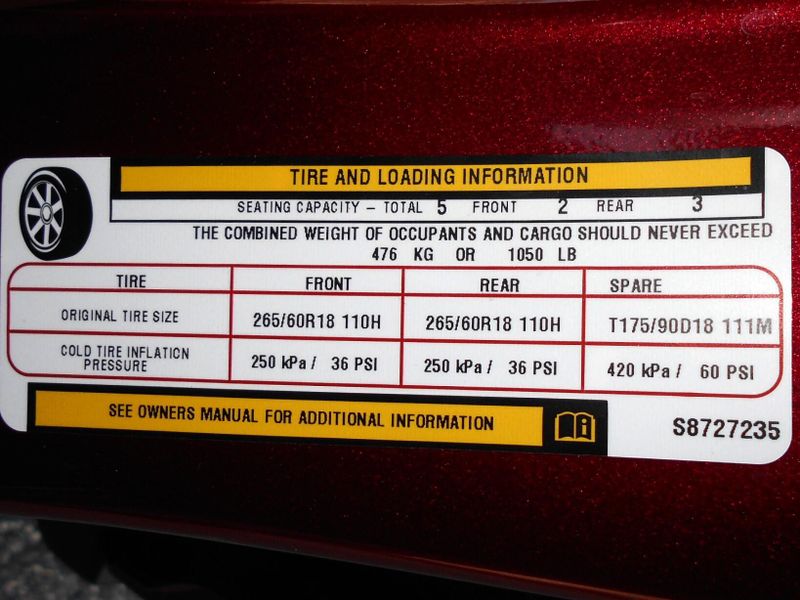 TIRE AND LOADING INFORMATION
SEATING CAPACITY – TOTAL 5 FRONT 2 REAR 3
THE COMBINED WEIGHT OF OCCUPANTS AND CARGO SHOULD NEVER EXCEED
476 KG OR 1050 LB
TIRE FRONT REAR SPARE
ORIGINAL TIRE SIZE 265/60R18 110H 265/60R18 110H T175/90D18 111M
COLD TIRE INFLATION
PRESSURE 250 kPa / 36 PSI 250 kPa / 36 PSI 420 kPa / 60 PSI
SEE OWNERS MANUAL FOR ADDITIONAL INFORMATION
S8727235